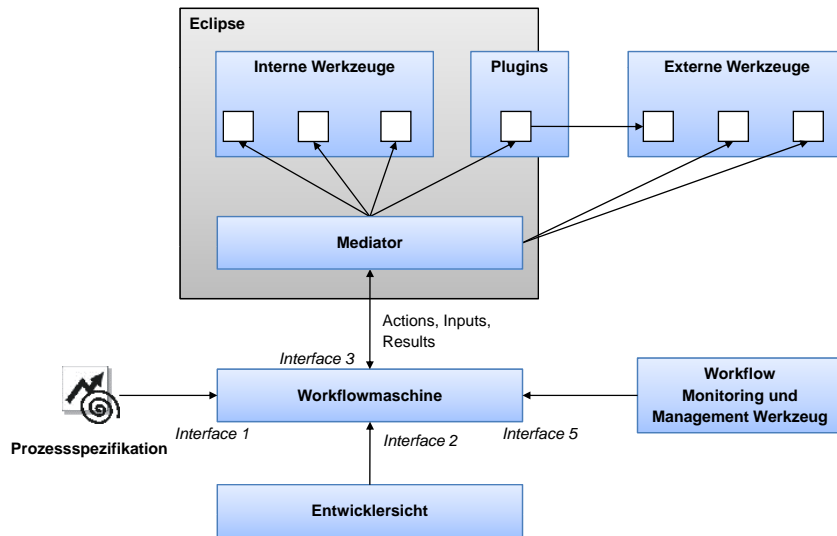 Eclipse
Interne Werkzeuge
Plugins
Externe Werkzeuge
Mediator
Actions, Inputs,
Results
Interface 3
Workflowmaschine
Workflow
Monitoring und
Management Werkzeug
Interface 1
Interface 2
Interface 5
Prozessspezifikation
Entwicklersicht